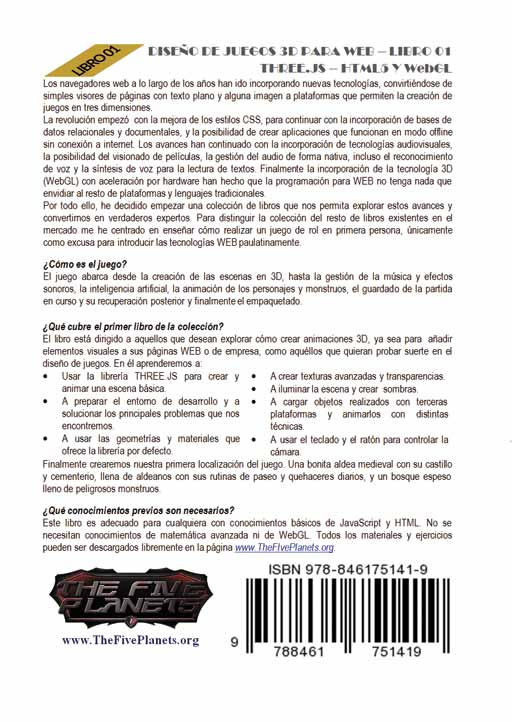 LIBRO 01
DISEÑO DE JUEGOS 3D PARA WEB – LIBRO 01
THREE.JS – HTML5 Y WebGL
Los navegadores web a lo largo de los años han ido incorporando nuevas tecnologías, convirtiéndose de
simples visores de páginas con texto plano y alguna imagen a plataformas que permiten la creación de
juegos en tres dimensiones.
La revolución empezó con la mejora de los estilos CSS, para continuar con la incorporación de bases de
datos relacionales y documentales, y la posibilidad de crear aplicaciones que funcionan en modo offline
sin conexión a internet. Los avances han continuado con la incorporación de tecnologías audiovisuales,
la posibilidad del visionado de películas, la gestión del audio de forma nativa, incluso el reconocimiento
de voz y la síntesis de voz para la lectura de textos. Finalmente la incorporación de la tecnología 3D
(WebGL) con aceleración por hardware han hecho que la programación para WEB no tenga nada que
envidiar al resto de plataformas y lenguajes tradicionales.
Por todo ello, he decidido empezar una colección de libros que nos permita explorar estos avances y
convertirnos en verdaderos expertos. Para distinguir la colección del resto de libros existentes en el
mercado me he centrado en enseñar cómo realizar un juego de rol en primera persona, únicamente
como excusa para introducir las tecnologías WEB paulatinamente.
¿Cómo es el juego?
El juego abarca desde la creación de las escenas en 3D, hasta la gestión de la música y efectos
sonoros, la inteligencia artificial, la animación de los personajes y monstruos, el guardado de la partida
en curso y su recuperación posterior y finalmente el empaquetado.
¿Qué cubre el primer libro de la colección?
El libro está dirigido a aquellos que desean explorar cómo crear animaciones 3D, ya sea para añadir
elementos visuales a sus páginas WEB o de empresa, como aquéllos que quieran probar suerte en el
diseño de juegos. En él aprenderemos a:
• Usar la librería THREE.JS para crear y
animar una escena básica.
• A preparar el entorno de desarrollo y a
solucionar los principales problemas que nos
encontremos.
• A usar las geometrías y materiales que
ofrece la librería por defecto.
• A crear texturas avanzadas y transparencias.
• A iluminar la escena y crear sombras.
• A cargar objetos realizados con terceras
plataformas y animarlos con distintas
técnicas.
• A usar el teclado y el ratón para controlar la
cámara.
Finalmente crearemos nuestra primera localización del juego. Una bonita aldea medieval con su castillo
y cementerio, llena de aldeanos con sus rutinas de paseo y quehaceres diarios, y un bosque espeso
lleno de peligrosos monstruos.
¿Qué conocimientos previos son necesarios?
Este libro es adecuado para cualquiera con conocimientos básicos de JavaScript y HTML. No se
necesitan conocimientos de matemática avanzada ni de WebGL. Todos los materiales y ejercicios
pueden ser descargados libremente en la página www.TheFIvePlanets.org.
THE FIVE
PLANETS
www.TheFivePlanets.org
ISBN 978-846175141-9
9 788461 751419